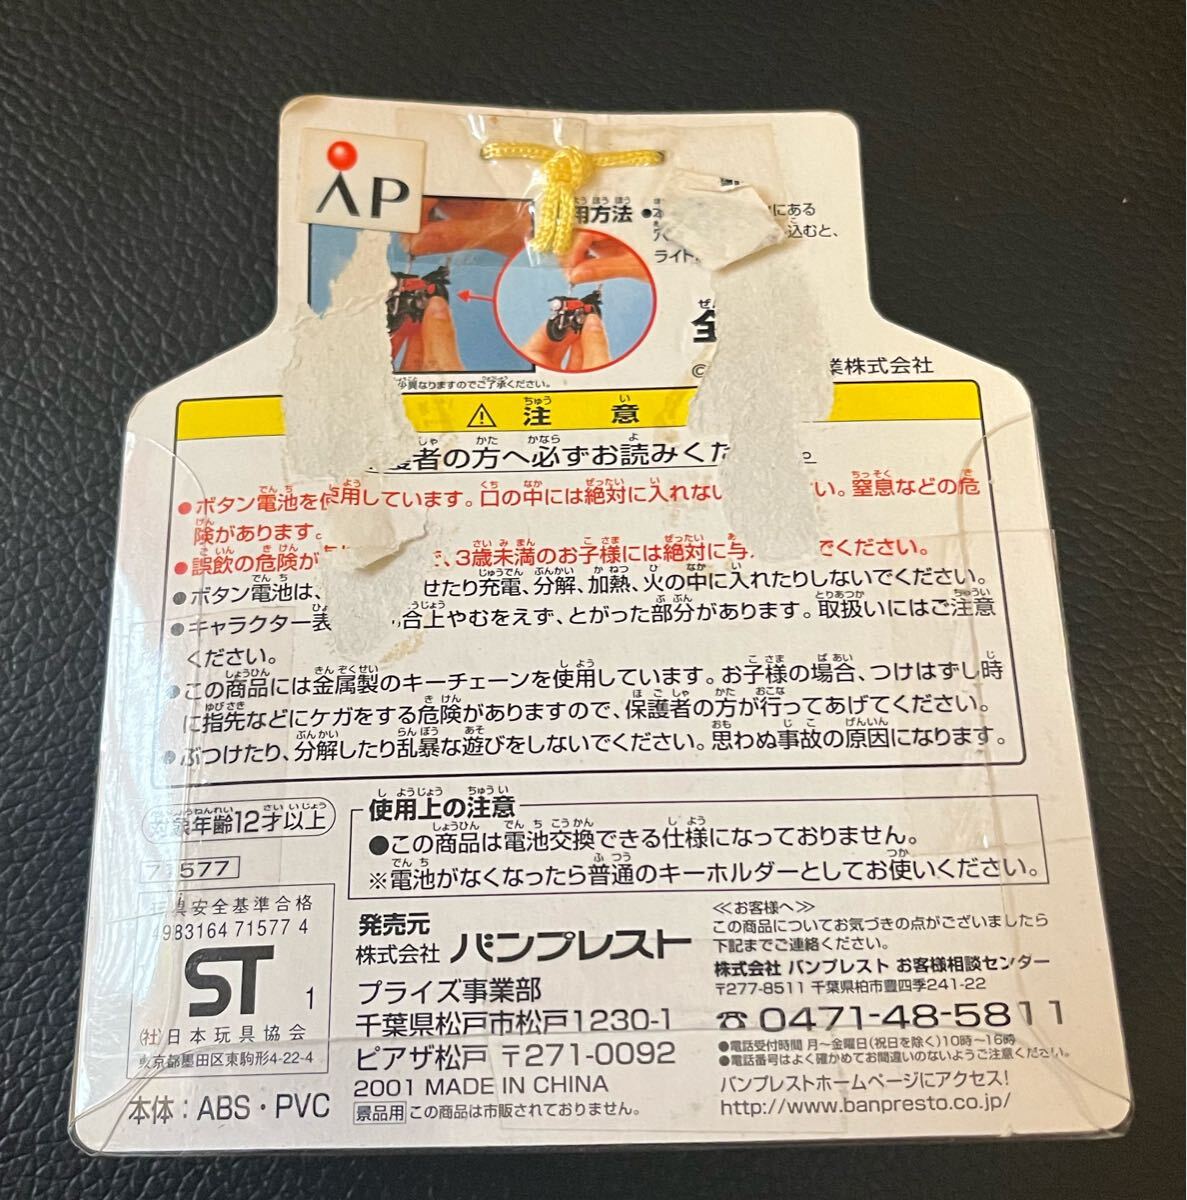 AP
用方法
にある
込むと、
ライト
異なりますのでご了承ください。
©
業株式会社
⚠ 注意
護者の方へ必ずお読みくだ
●ボタン電池を使用しています。口の中には絶対に入れない い。窒息などの危
険があります。
●誤飲の危険が 、3歳未満のお子様には絶対に与 でください。
●ボタン電池は、 せたり充電、分解、加熱、火の中に入れたりしないでください。
●キャラクター表 合上やむをえず、とがった部分があります。取扱いにはご注意
ください。
●この商品には金属製のキーチェーンを使用しています。お子様の場合、つけはずし時
に指先などにケガをする危険がありますので、保護者の方が行ってあげてください。
●ぶつけたり、分解したり乱暴な遊びをしないでください。思わぬ事故の原因になります。
対象年齢12才以上
使用上の注意
●この商品は電池交換できる仕様になっておりません。
※電池がなくなったら普通のキーホルダーとしてお使いください。
71577
玩具安全基準合格
4983164 71577 4
ST 1
(社)日本玩具協会
東京都墨田区東駒形4-22-4
本体：ABS・PVC
発売元
株式会社 バンプレスト
プライズ事業部
千葉県松戸市松戸1230-1
ピアザ松戸 〒271-0092
2001 MADE IN CHINA
景品用 この商品は市販されておりません。
≪お客様へ≫
この商品についてお気づきの点がございましたら
下記までご連絡ください。
株式会社 バンプレスト お客様相談センター
〒277-8511 千葉県柏市豊四季241-22
☎ 0471-48-5811
●電話受付時間 月〜金曜日(祝日を除く)10時〜16時
●電話番号はよく確かめてお間違いのないようご注意ください。
バンプレストホームページにアクセス!
http://www.banpresto.co.jp/